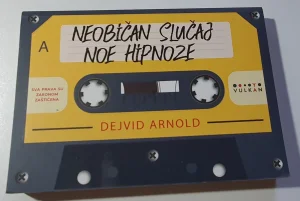 NEOBIČAN SLUČAJ
A
NOE HIPNOZE
SVA PRAVA SU
ZAKONOM
ZAŠTIĆENA
VULKAN
DEJVID ARNOLD